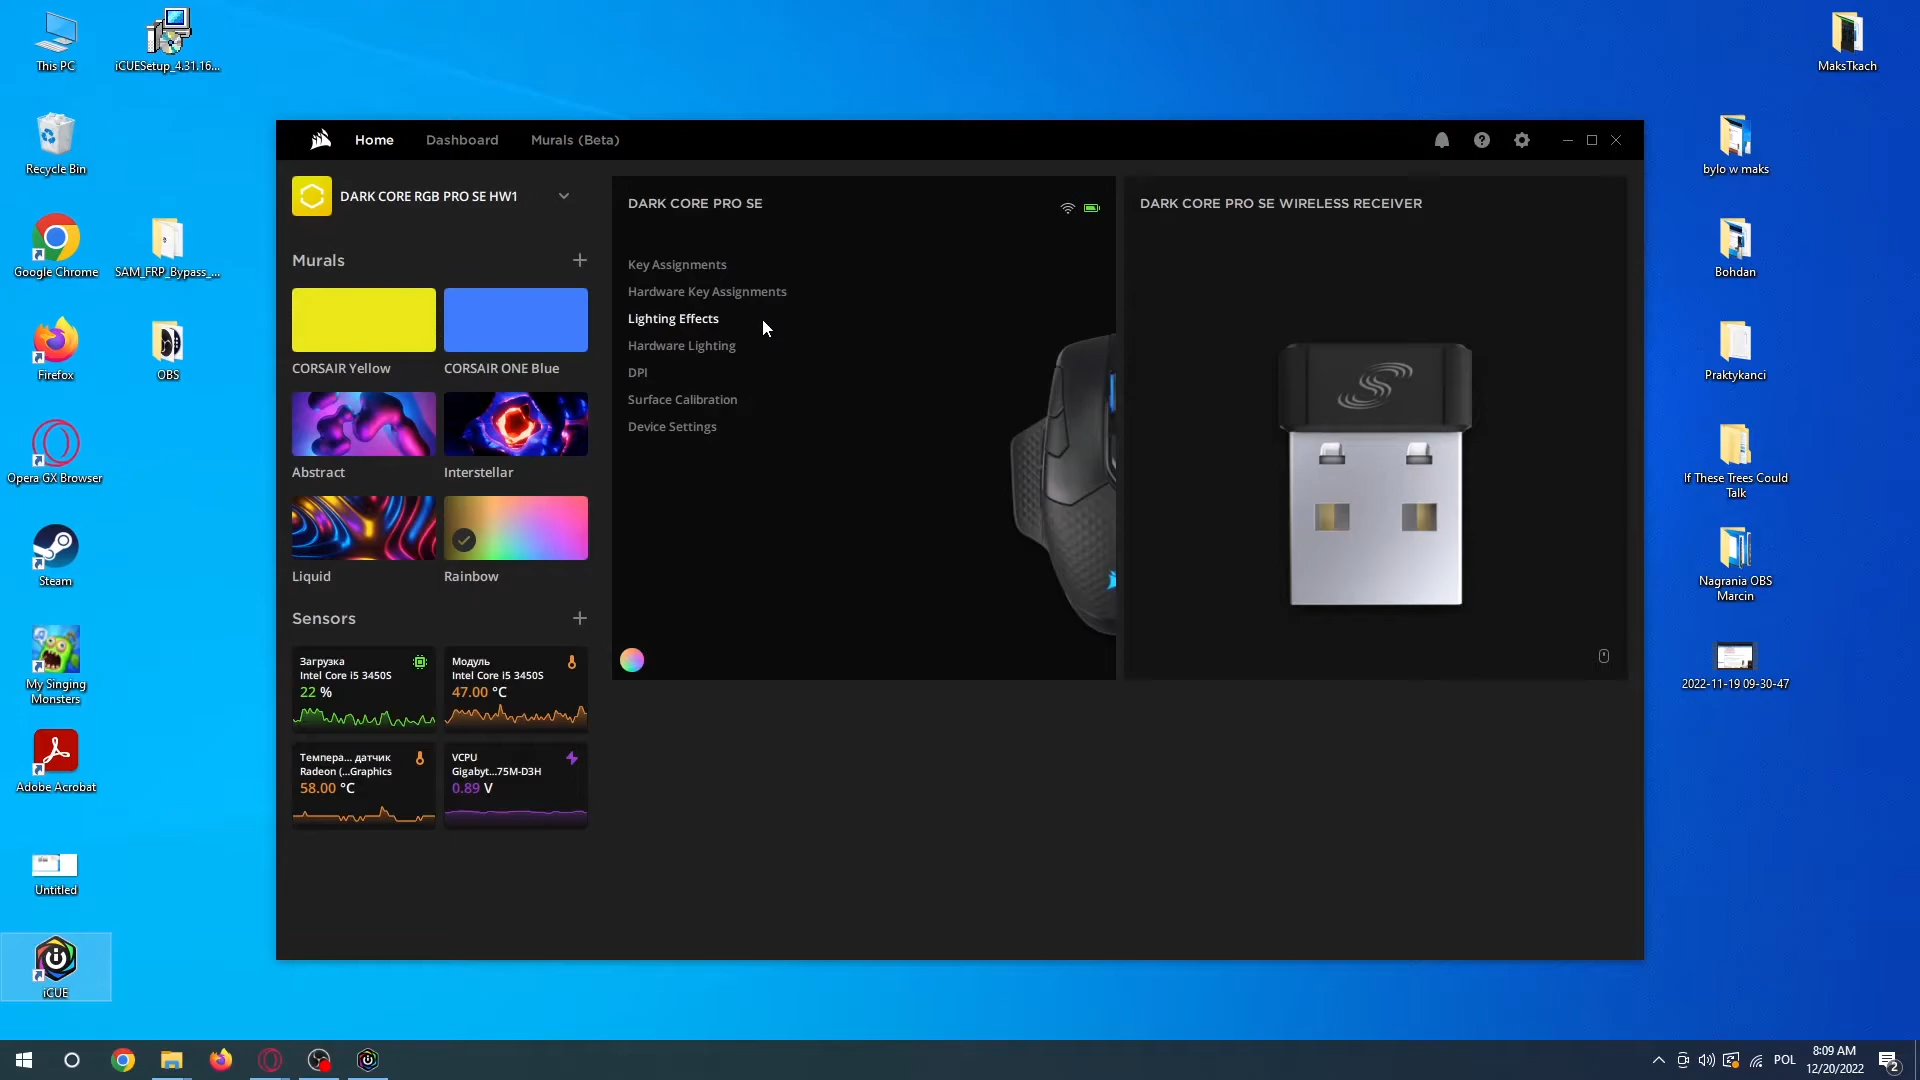 This PC
iCUESetup_4.31.16...
Recycle Bin
Google Chrome
SAM_FRP_Bypass_...
Firefox
OBS
Opera GX Browser
Steam
My Singing
Monsters
Adobe Acrobat
Untitled
iCUE
Home
Dashboard
Murals (Beta)
DARK CORE RGB PRO SE HW1
Murals
CORSAIR Yellow
CORSAIR ONE Blue
Abstract
Interstellar
Liquid
Rainbow
Sensors
Загрузка
Intel Core i5 3450S
22 %
Модуль
Intel Core i5 3450S
47.00 °C
Темпера... датчик
Radeon (...Graphics
58.00 °C
VCPU
Gigabyt...75M-D3H
0.89 V
DARK CORE PRO SE
Key Assignments
Hardware Key Assignments
Lighting Effects
Hardware Lighting
DPI
Surface Calibration
Device Settings
DARK CORE PRO SE WIRELESS RECEIVER
MaksTkach
bylo w maks
Bohdan
Praktykanci
If These Trees Could
Talk
Nagrania OBS
Marcin
2022-11-19 09-30-47
POL
8:09 AM
12/20/2022
2